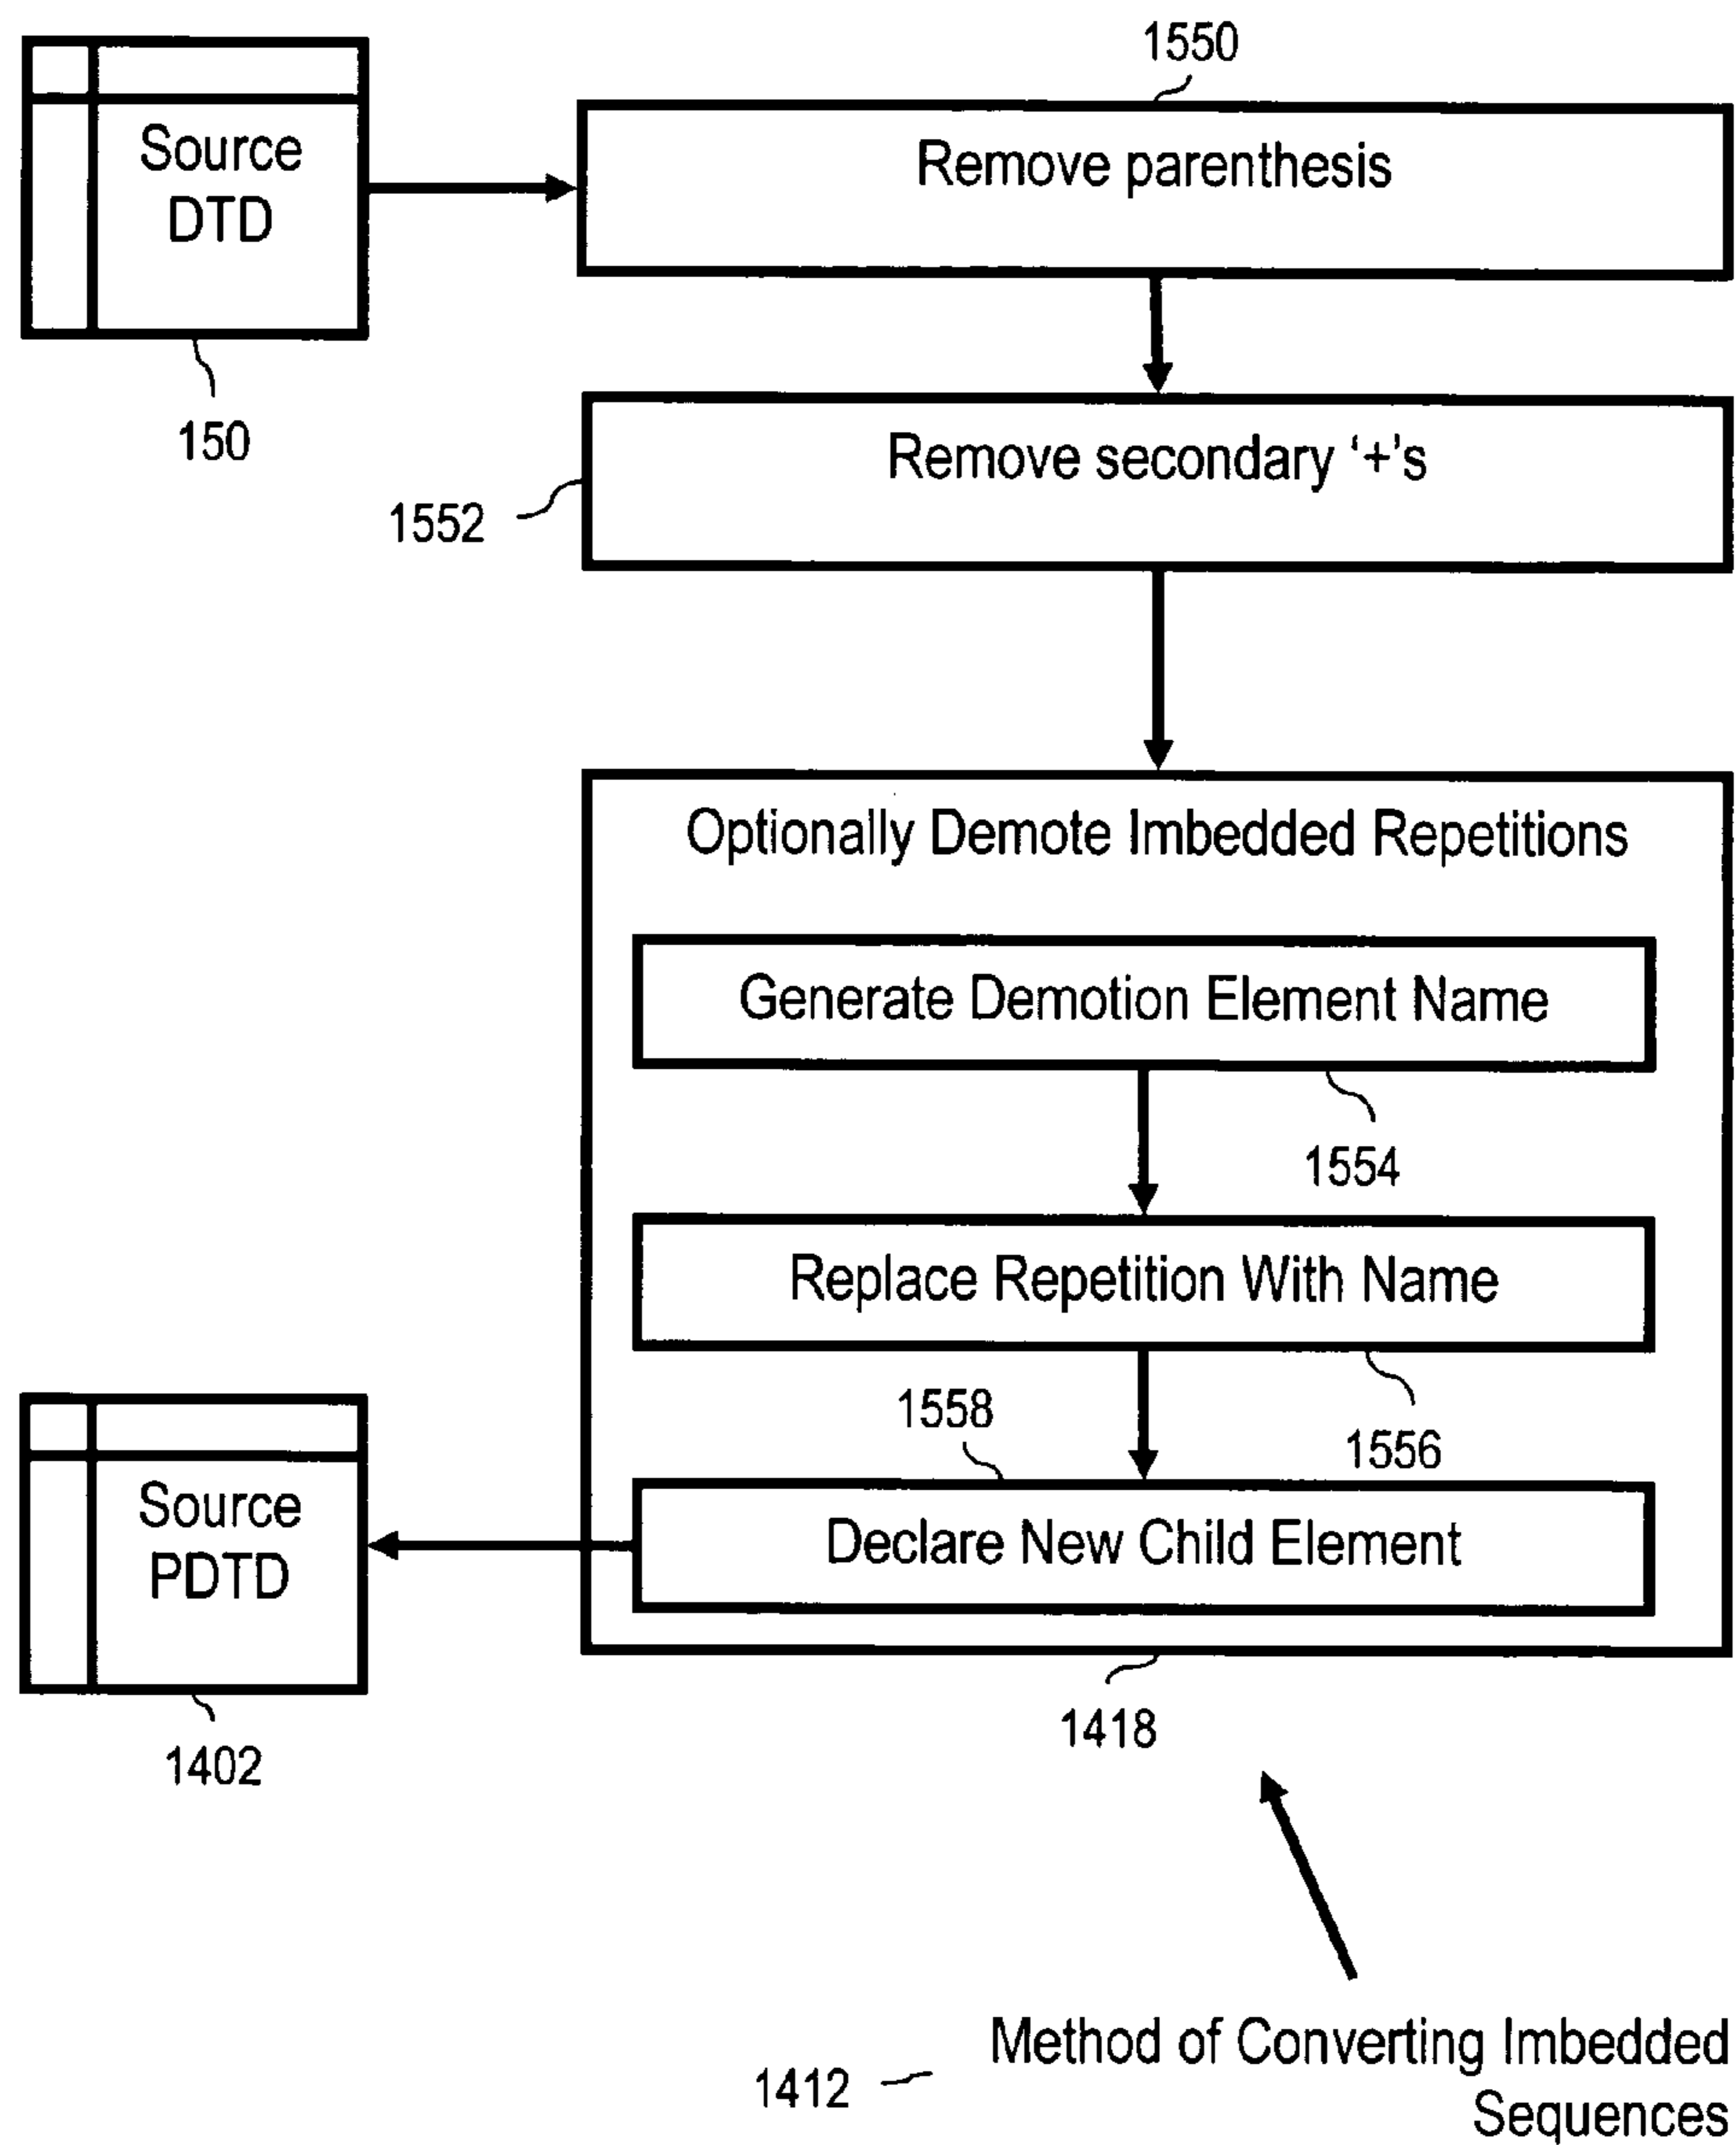 1550
Source
DTD
Remove parenthesis
150
Remove secondary ‘+’s
1552
Optionally Demote Imbedded Repetitions
Generate Demotion Element Name
1554
Replace Repetition With Name
1558
1556
Source
PDTD
Declare New Child Element
1418
1402
Method of Converting Imbedded
1412
Sequences